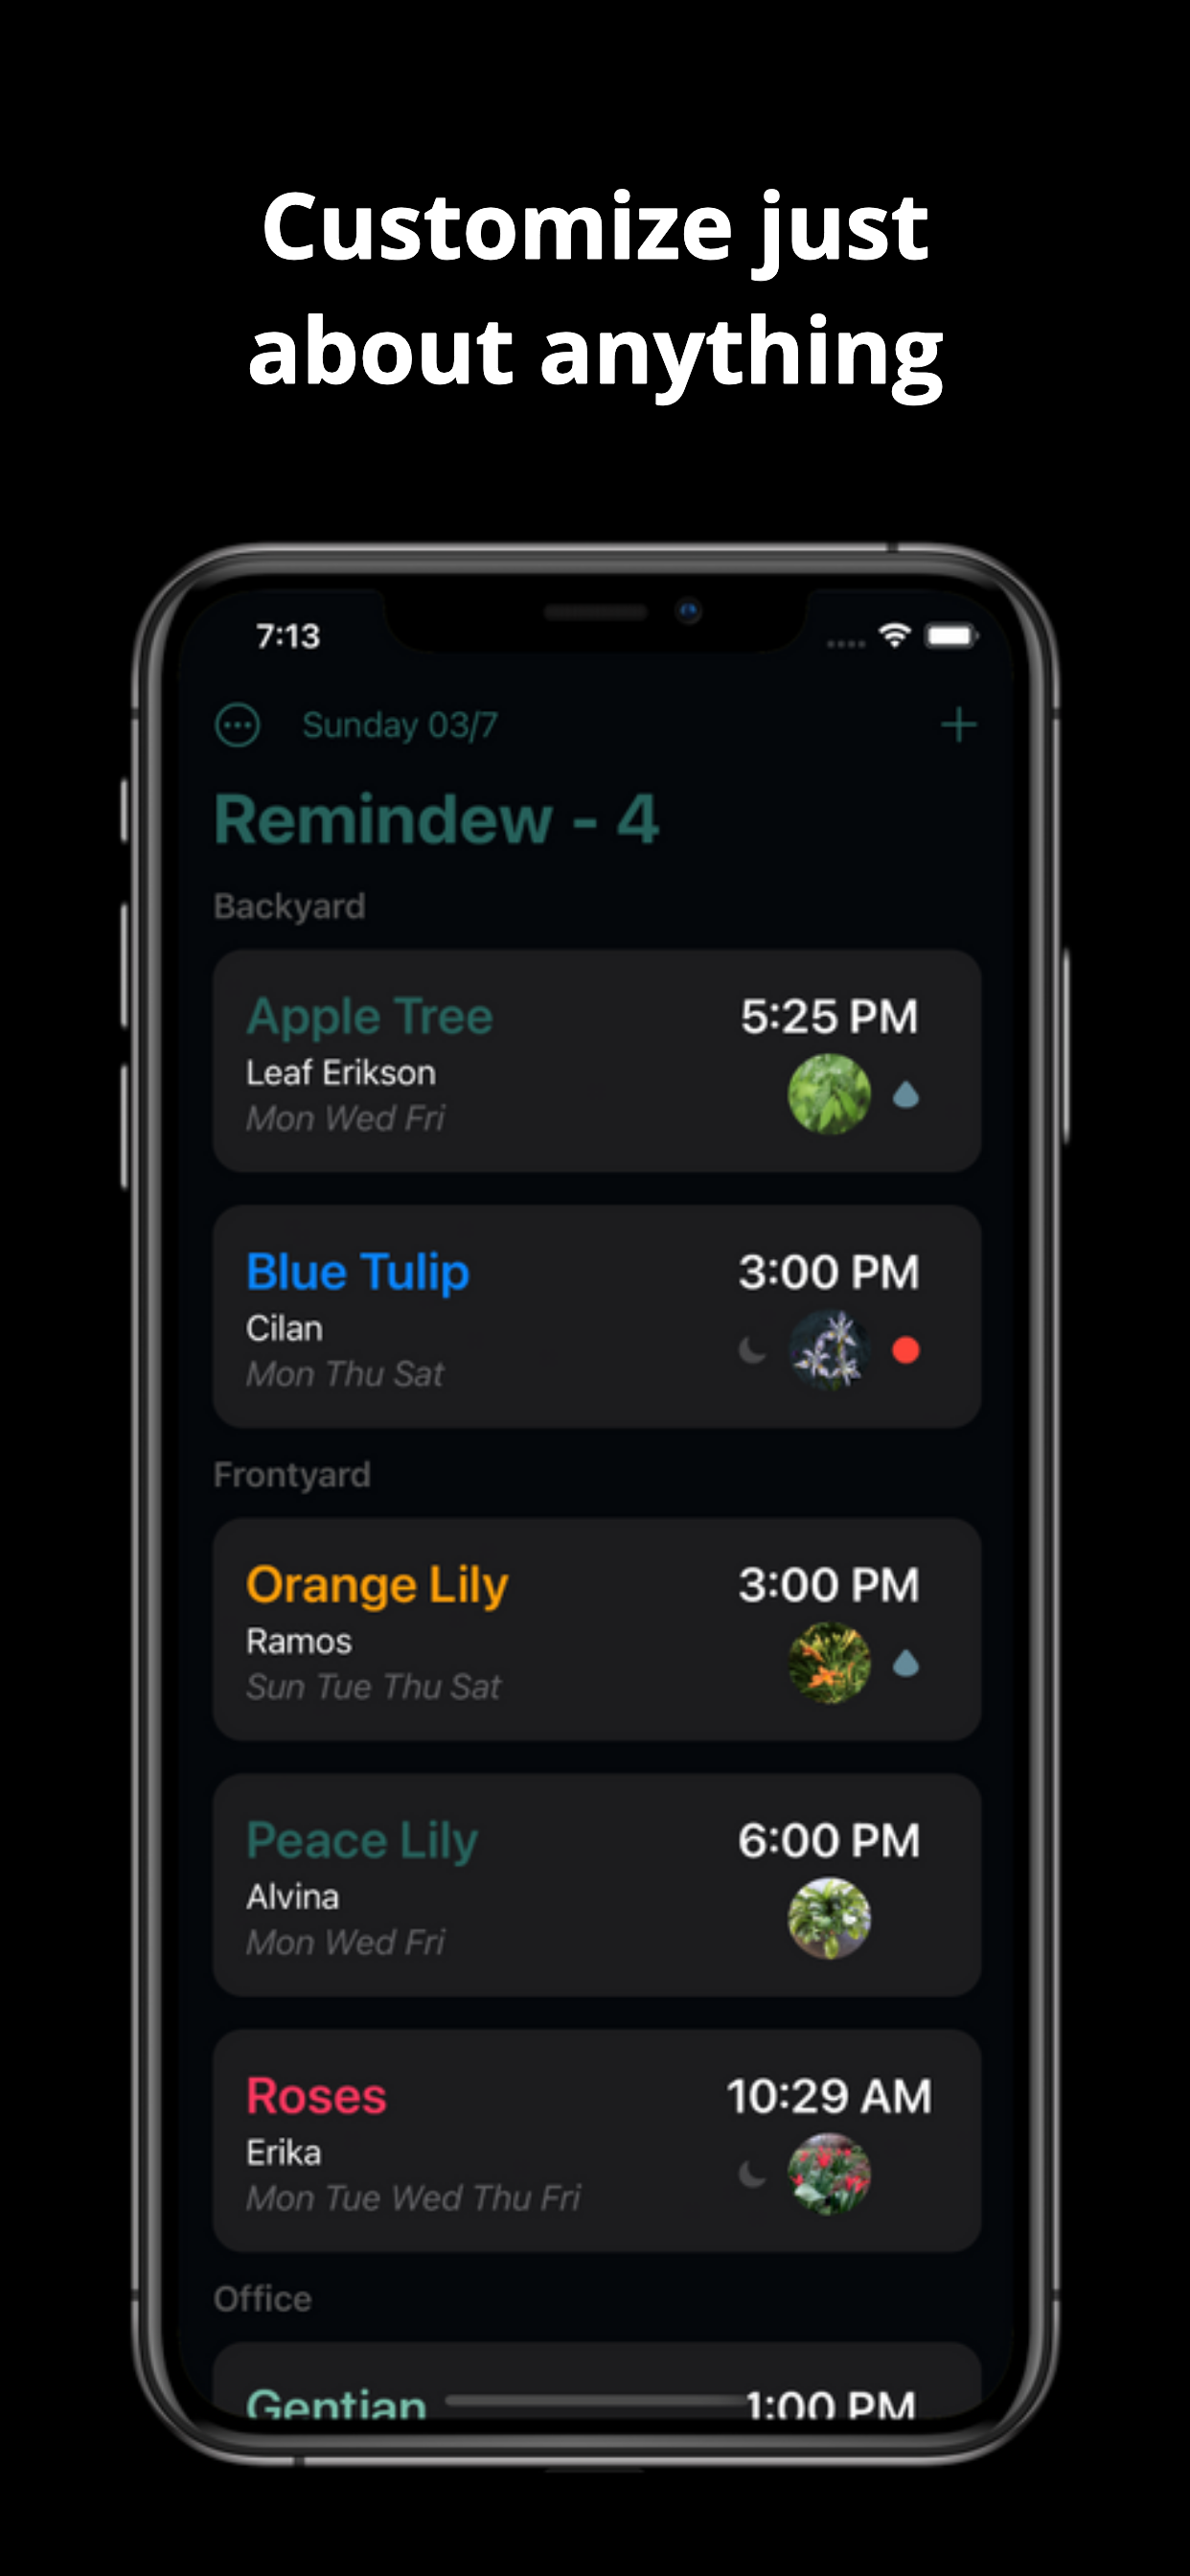 Customize just
about anything
7:13
Sunday 03/7
Remindew - 4
Backyard
Apple Tree
5:25 PM
Leaf Erikson
Mon Wed Fri
Blue Tulip
3:00 PM
Cilan
Mon Thu Sat
Frontyard
Orange Lily
3:00 PM
Ramos
Sun Tue Thu Sat
Peace Lily
6:00 PM
Alvina
Mon Wed Fri
Roses
10:29 AM
Erika
Mon Tue Wed Thu Fri
Office
Gentian
1:00 PM